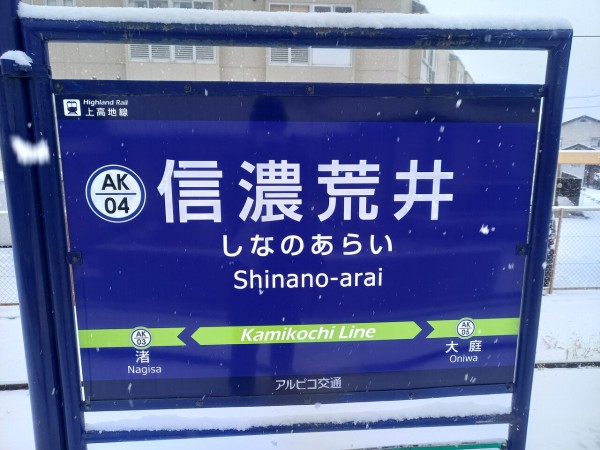 Highland Rail
上高地線
AK
04
信濃荒井
しなのあらい
Shinano-arai
AK
03
Kamikochi Line
AK
05
渚
大庭
Nagisa
Oniwa
アルピコ交通